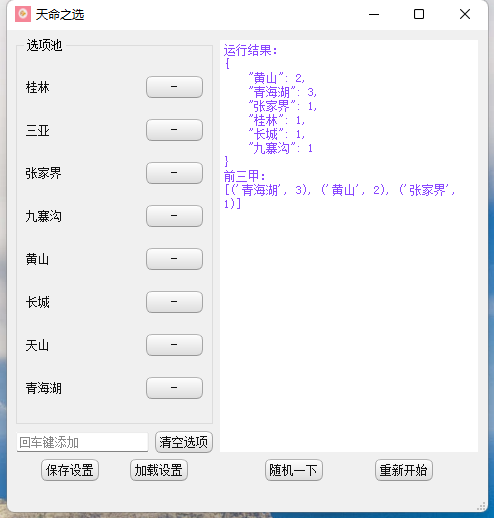 天命之选
选项池
桂林 -
三亚 -
张家界 -
九寨沟 -
黄山 -
长城 -
天山 -
青海湖 -
回车键添加 清空选项
保存设置 加载设置
运行结果:
{
    "黄山": 2,
    "青海湖": 3,
    "张家界": 1,
    "桂林": 1,
    "长城": 1,
    "九寨沟": 1
}
前三甲:
[('青海湖', 3), ('黄山', 2), ('张家界',
1)]
随机一下 重新开始